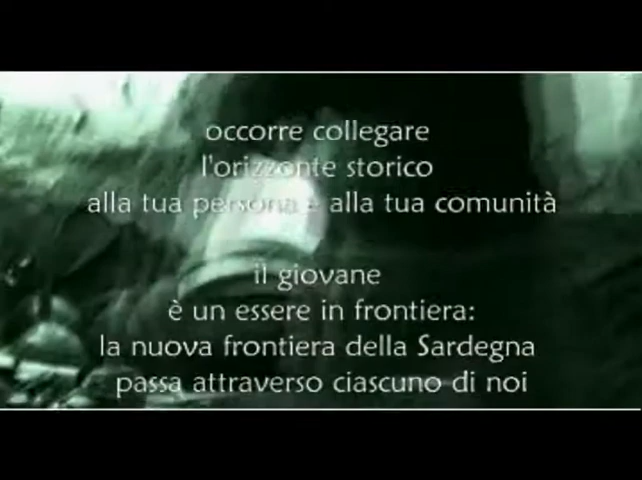 occorre collegare
l'orizzonte storico
alla tua persona e alla tua comunità
il giovane
è un essere in frontiera:
la nuova frontiera della Sardegna
passa attraverso ciascuno di noi